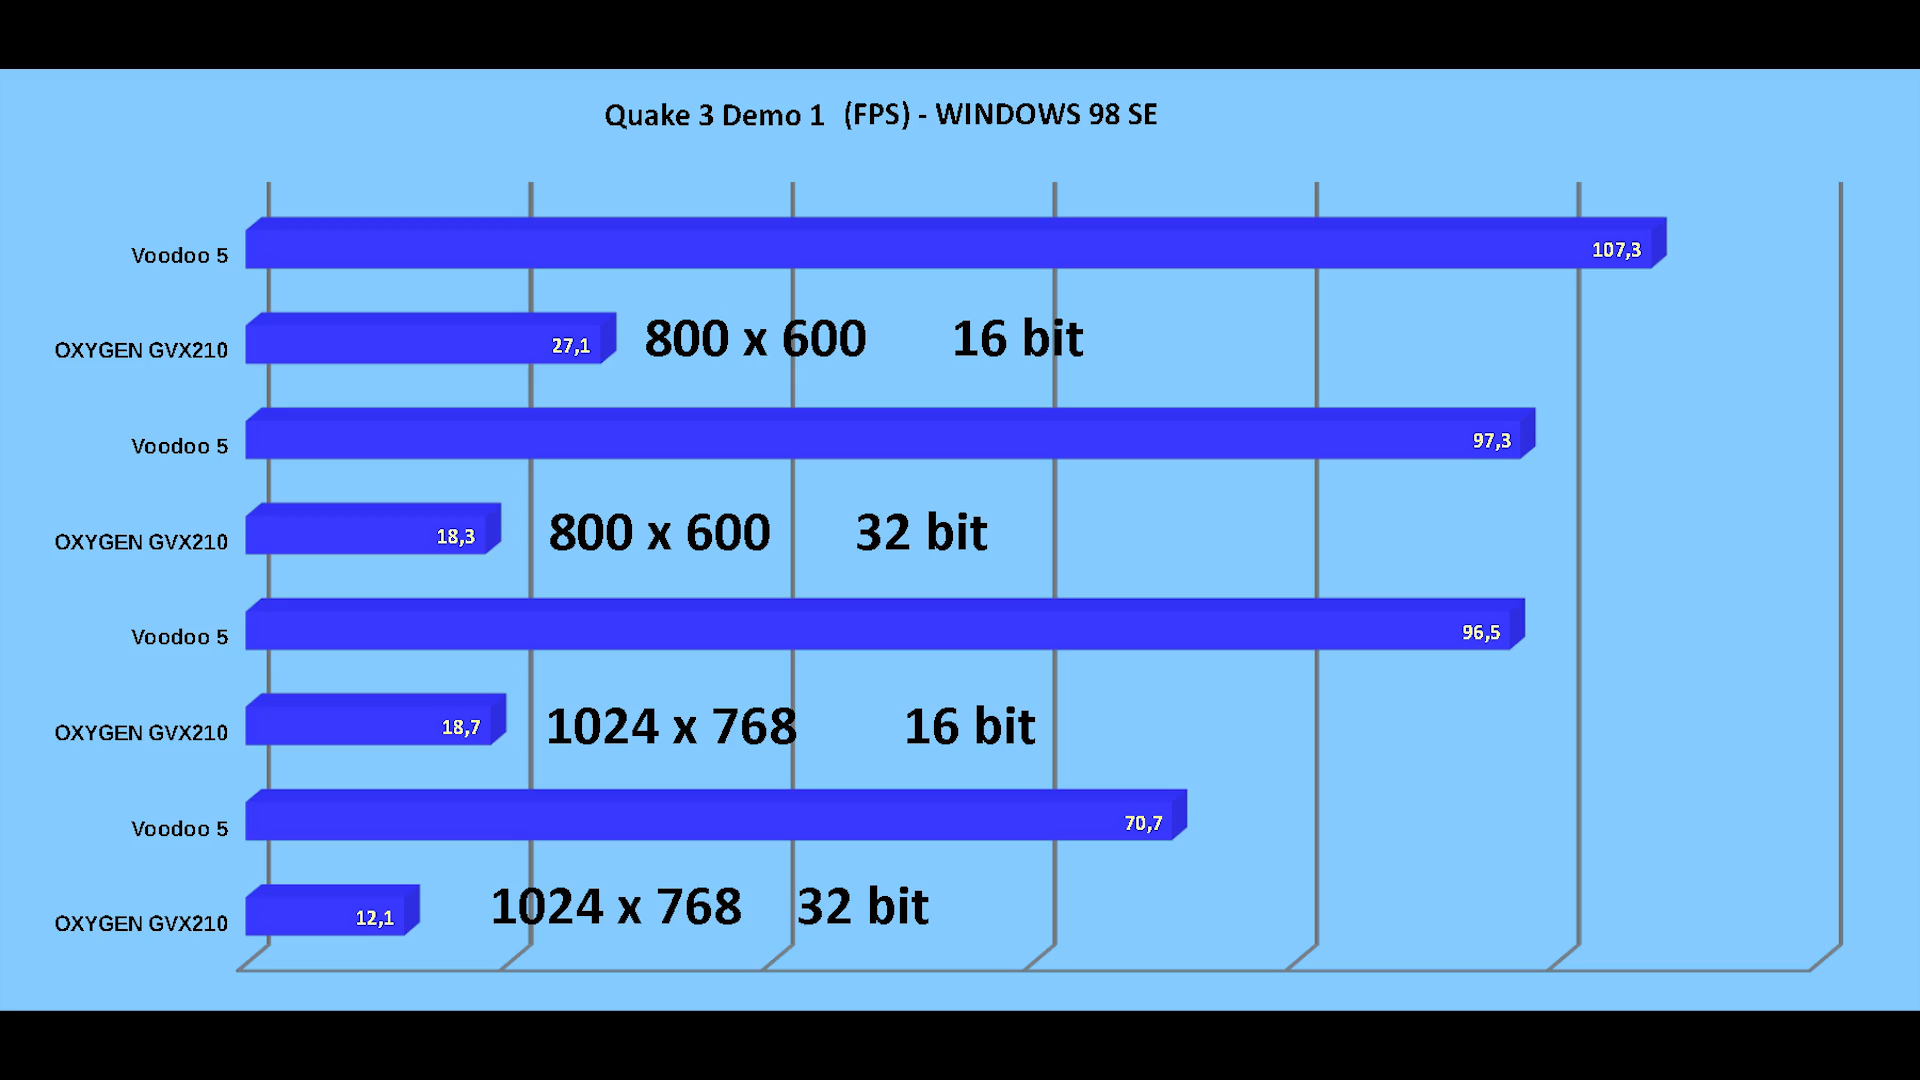 Quake 3 Demo 1 (FPS) - WINDOWS 98 SE
Voodoo 5
107,3
OXYGEN GVX210
27,1
800 x 600 16 bit
Voodoo 5
97,3
OXYGEN GVX210
18,3
800 x 600 32 bit
Voodoo 5
96,5
OXYGEN GVX210
18,7
1024 x 768 16 bit
Voodoo 5
70,7
OXYGEN GVX210
12,1
1024 x 768 32 bit